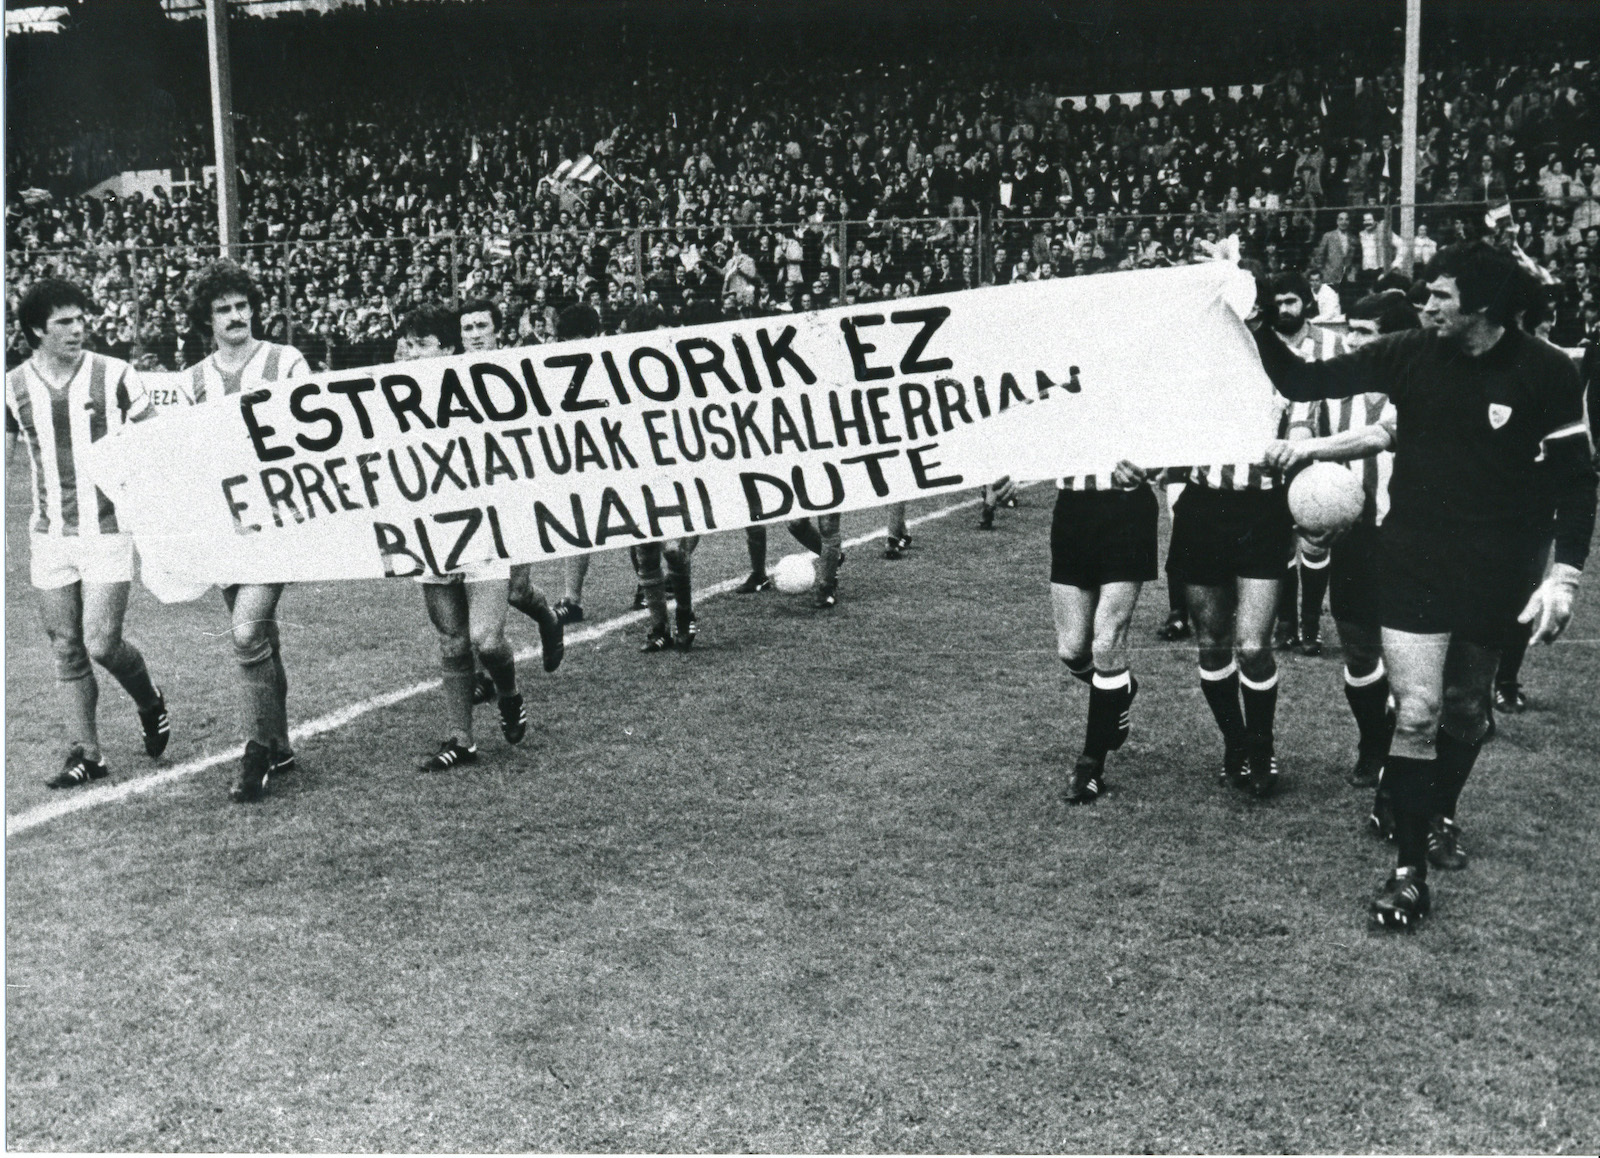 ESTRADIZIORIK EZ
ERREFUXIATUAK EUSKALHERRIAN
BIZI NAHI DUTE